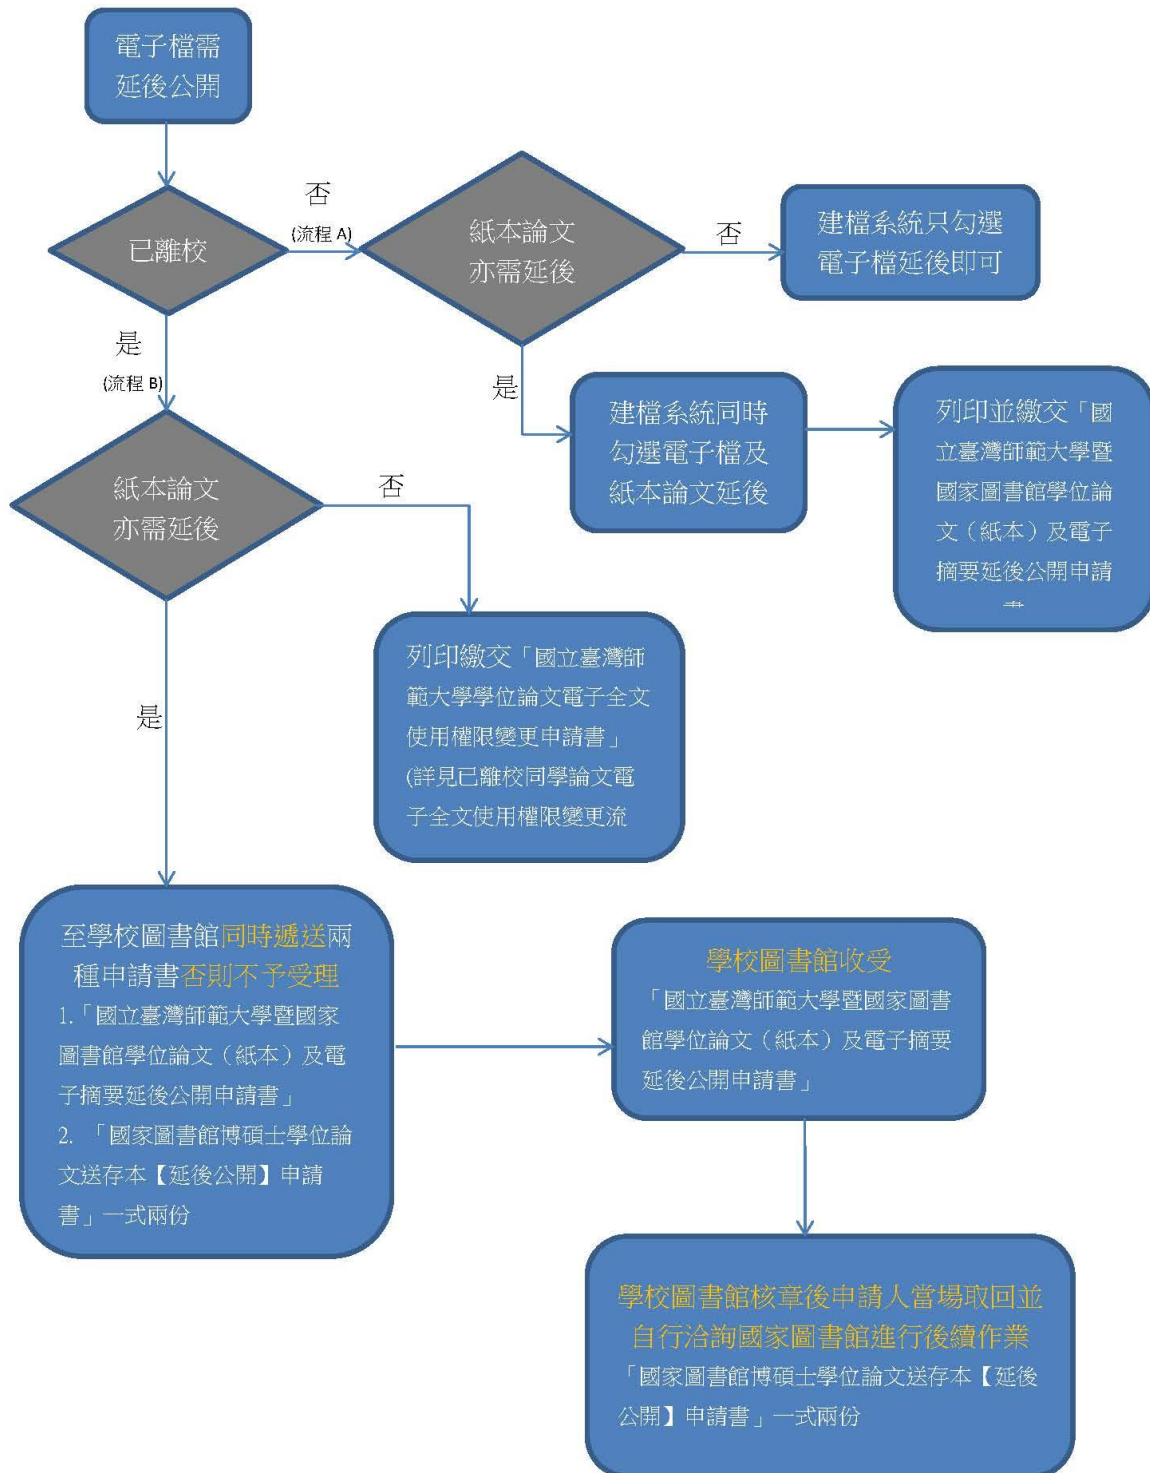 電子檔需
延後公開
已離校
否
(流程 A)
紙本論文
亦需延後
否
建檔系統只勾選
電子檔延後即可
是
建檔系統同時
勾選電子檔及
紙本論文延後
列印並繳交「國
立臺灣師範大學暨
國家圖書館學位論
文（紙本）及電子
摘要延後公開申請
是
(流程 B)
紙本論文
亦需延後
否
列印繳交「國立臺灣師
範大學學位論文電子全文
使用權限變更申請書」
(詳見已離校同學論文電
子全文使用權限變更流
是
至學校圖書館同時遞送兩
種申請書否則不予受理
1.「國立臺灣師範大學暨國家
圖書館學位論文（紙本）及電
子摘要延後公開申請書」
2. 「國家圖書館博碩士學位論
文送存本【延後公開】申請
書」一式兩份
學校圖書館收受
「國立臺灣師範大學暨國家圖書
館學位論文（紙本）及電子摘要
延後公開申請書」
學校圖書館核章後申請人當場取回並
自行洽詢國家圖書館進行後續作業
「國家圖書館博碩士學位論文送存本【延後
公開】申請書」一式兩份